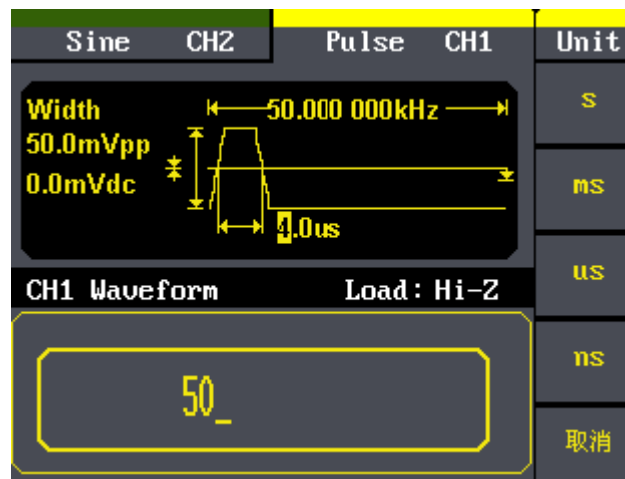 Sine CH2 Pulse CH1 Unit
Width 50.000 000kHz
50.0mVpp
0.0mVdc
4.0us
CH1 Waveform Load: Hi-Z
50_
s
ms
us
ns
取消